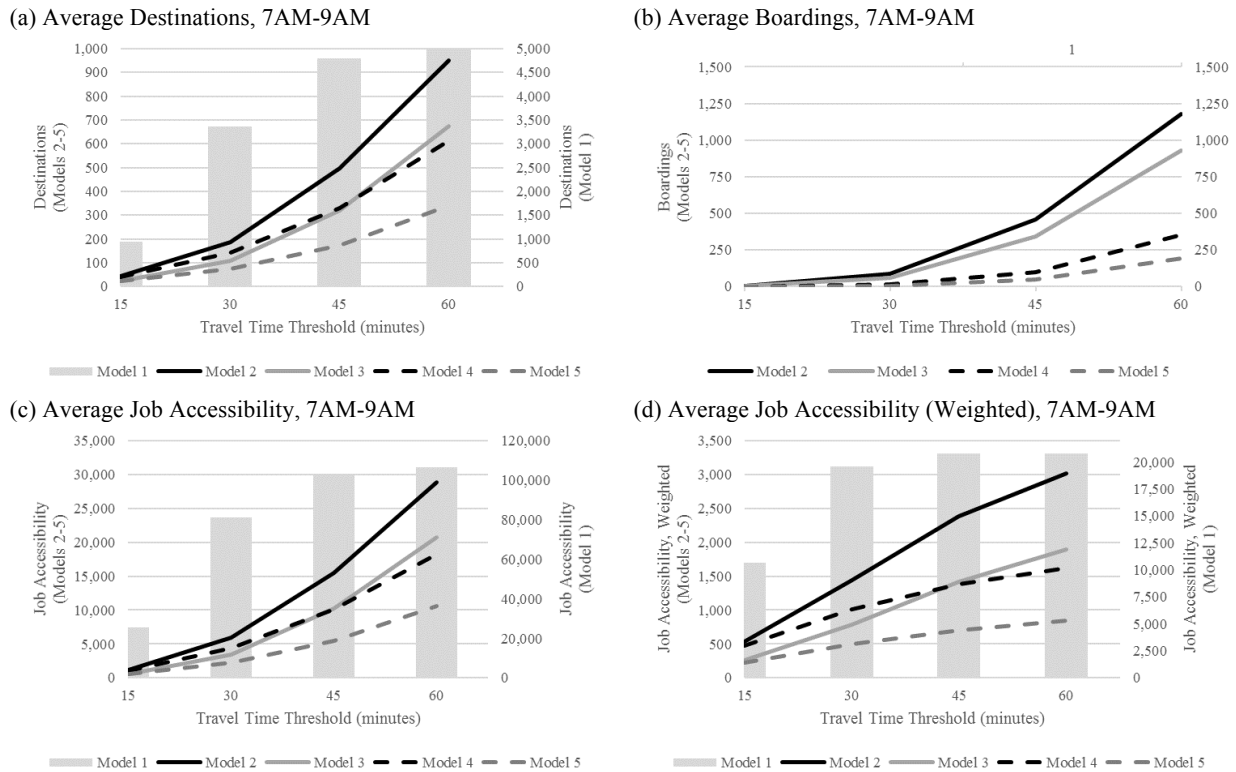 (a) Average Destinations, 7AM-9AM
1,000
900
800
700
600
500
400
300
200
100
0
Destinations
(Models 2-5)
5,000
4,500
4,000
3,500
3,000
2,500
2,000
1,500
1,000
500
0
Destinations
(Model 1)
15 30 45 60
Travel Time Threshold (minutes)
Model 1 Model 2 Model 3 Model 4 Model 5
(b) Average Boardings, 7AM-9AM
1
1,500
1,250
1,000
750
500
250
0
Boardings
(Models 2-5)
1,500
1,250
1,000
750
500
250
0
15 30 45 60
Travel Time Threshold (minutes)
Model 2 Model 3 Model 4 Model 5
(c) Average Job Accessibility, 7AM-9AM
35,000
30,000
25,000
20,000
15,000
10,000
5,000
0
Job Accessibility
(Models 2-5)
120,000
100,000
80,000
60,000
40,000
20,000
0
Job Accessibility
(Model 1)
15 30 45 60
Travel Time Threshold (minutes)
Model 1 Model 2 Model 3 Model 4 Model 5
(d) Average Job Accessibility (Weighted), 7AM-9AM
3,500
3,000
2,500
2,000
1,500
1,000
500
0
Job Accessibility, Weighted
(Models 2-5)
20,000
17,500
15,000
12,500
10,000
7,500
5,000
2,500
0
Job Accessibility, Weighted
(Model 1)
15 30 45 60
Travel Time Threshold (minutes)
Model 1 Model 2 Model 3 Model 4 Model 5